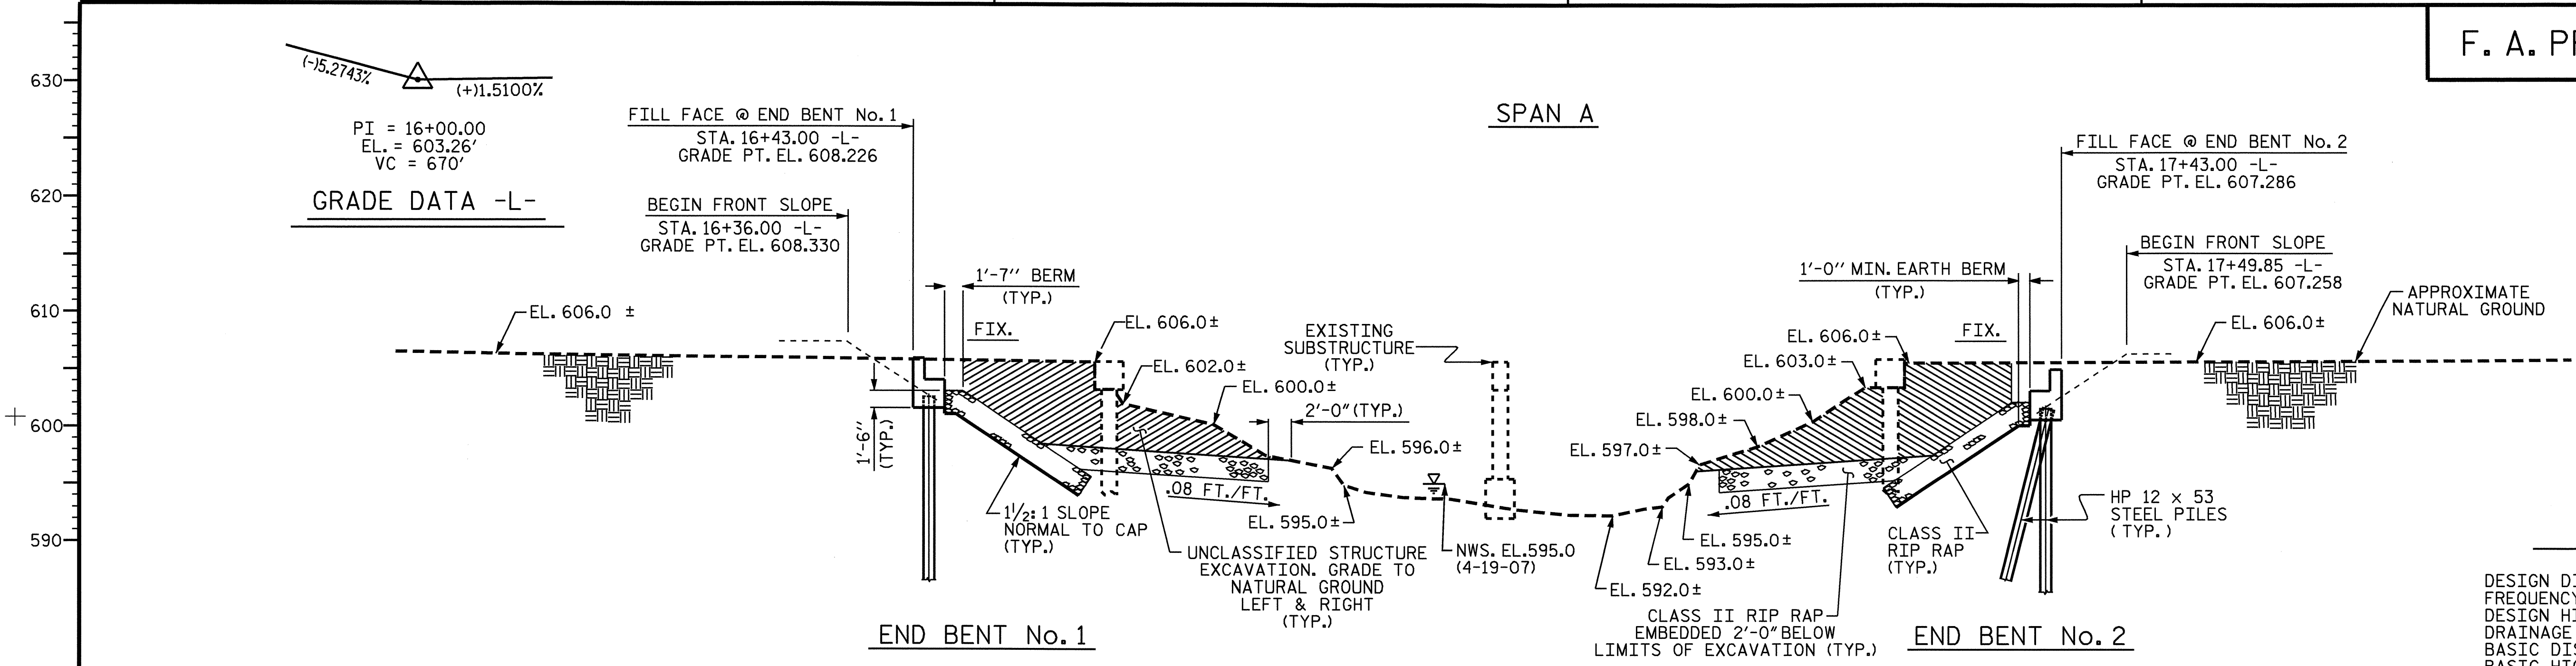 F. A. P
630
620
610
600
590
(-)5.2743%
(+)1.5100%
PI = 16+00.00
EL. = 603.26'
VC = 670'
GRADE DATA -L-
FILL FACE @ END BENT No. 1
STA. 16+43.00 -L-
GRADE PT. EL. 608.226
BEGIN FRONT SLOPE
STA. 16+36.00 -L-
GRADE PT. EL. 608.330
SPAN A
FILL FACE @ END BENT No. 2
STA. 17+43.00 -L-
GRADE PT. EL. 607.286
BEGIN FRONT SLOPE
STA. 17+49.85 -L-
GRADE PT. EL. 607.258
1'-7'' BERM
(TYP.)
FIX.
EL. 606.0 ±
EL. 606.0±
EL. 602.0±
EL. 600.0±
2'-0''(TYP.)
EL. 596.0±
EXISTING
SUBSTRUCTURE
(TYP.)
1'-0'' MIN. EARTH BERM
(TYP.)
FIX.
EL. 606.0±
EL. 603.0±
EL. 600.0±
EL. 598.0±
EL. 597.0±
EL. 606.0±
APPROXIMATE
NATURAL GROUND
1'-6''
(TYP.)
.08 FT./FT.
EL. 595.0±
1½: 1 SLOPE
NORMAL TO CAP
(TYP.)
UNCLASSIFIED STRUCTURE
EXCAVATION. GRADE TO
NATURAL GROUND
LEFT & RIGHT
(TYP.)
NWS. EL.595.0
(4-19-07)
.08 FT./FT.
EL. 595.0±
EL. 593.0±
EL. 592.0±
CLASS II
RIP RAP
(TYP.)
HP 12 x 53
STEEL PILES
(TYP.)
CLASS II RIP RAP
EMBEDDED 2'-0''BELOW
LIMITS OF EXCAVATION (TYP.)
END BENT No. 1
END BENT No. 2
DESIGN DI
FREQUENCY
DESIGN HI
DRAINAGE
BASIC DI
BASIC HI